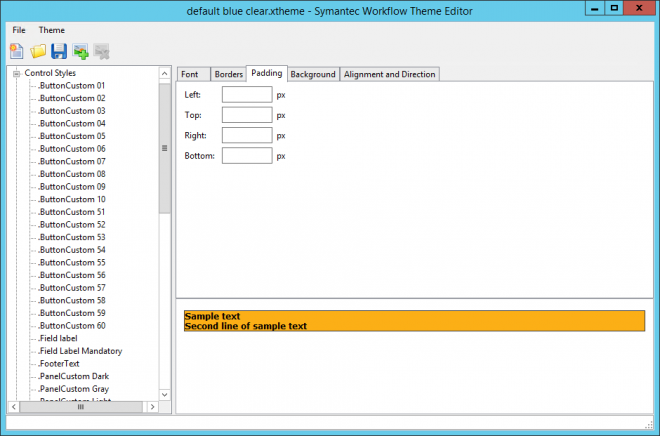 default blue clear.xtheme - Symantec Workflow Theme Editor
File Theme
Control Styles
.ButtonCustom 01
.ButtonCustom 02
.ButtonCustom 03
.ButtonCustom 04
.ButtonCustom 05
.ButtonCustom 06
.ButtonCustom 07
.ButtonCustom 08
.ButtonCustom 09
.ButtonCustom 10
.ButtonCustom 51
.ButtonCustom 52
.ButtonCustom 53
.ButtonCustom 54
.ButtonCustom 55
.ButtonCustom 56
.ButtonCustom 57
.ButtonCustom 58
.ButtonCustom 59
.ButtonCustom 60
.Field label
.Field Label Mandatory
.FooterText
.PanelCustom Dark
.PanelCustom Gray
.PanelCustom Light
Font Borders Padding Background Alignment and Direction
Left: px
Top: px
Right: px
Bottom: px
Sample text
Second line of sample text